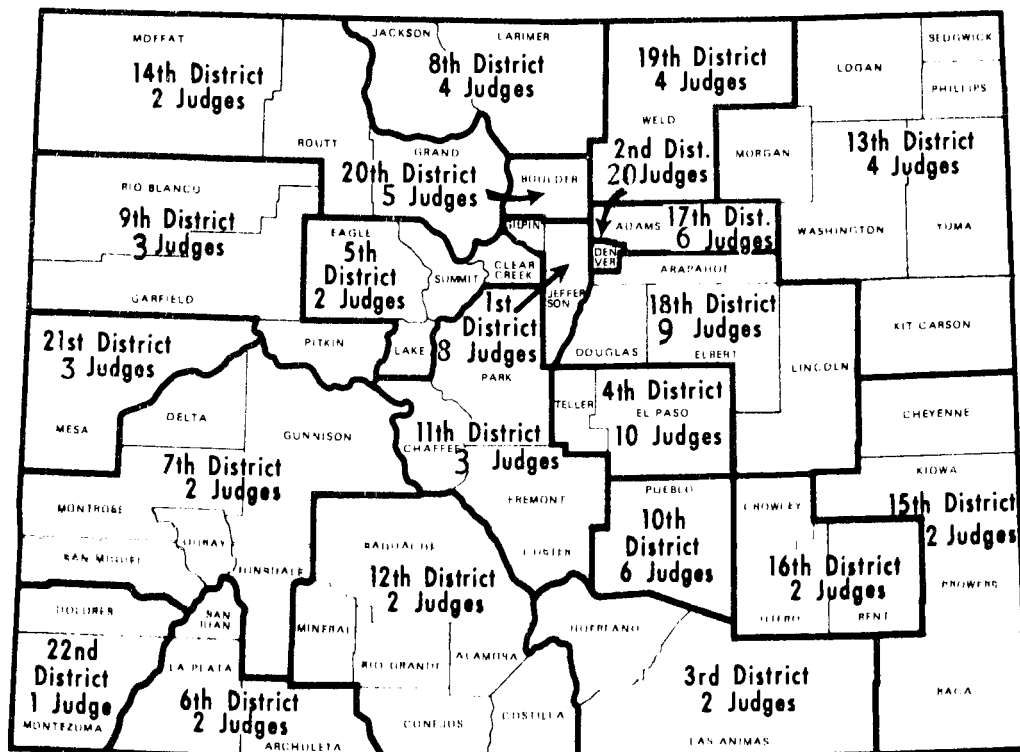 MOFFAT
14th District
2 Judges
ROUTT
JACKSON
LARIMER
8th District
4 Judges
GRAND
20th District
5 Judges
BOULDER
19th District
4 Judges
WELD
2nd Dist.
20 Judges
LOGAN
SEDGWICK
PHILLIPS
MORGAN
13th District
4 Judges
WASHINGTON
YUMA
RIO BLANCO
9th District
3 Judges
GARFIELD
PITKIN
EAGLE
5th
District
2 Judges
SUMMIT
LAKE
GILPIN
CLEAR
CREEK
JEFFER
SON
1st
District
8 Judges
ADAMS
17th Dist.
6 Judges
DEN
VER
ARAPAHOE
18th District
9 Judges
DOUGLAS
ELBERT
LINCOLN
KIT CARSON
CHEYENNE
KIOWA
15th District
2 Judges
PROWERS
BACA
21st District
3 Judges
MESA
DELTA
GUNNISON
7th District
2 Judges
MONTROSE
OURAY
SAN MIGUEL
HINSDALE
PARK
11th District
CHAFFEE
3 Judges
FREMONT
CUSTER
TELLER
4th District
EL PASO
10 Judges
PUEBLO
10th
District
6 Judges
CROWLEY
16th District
2 Judges
OTERO
BENT
DOLORES
22nd
District
1 Judge
MONTEZUMA
SAN
JUAN
LA PLATA
6th District
2 Judges
ARCHULETA
SAGUACHE
12th District
2 Judges
MINERAL
RIO GRANDE
ALAMOSA
CONEJOS
COSTILLA
HUERFANO
3rd District
2 Judges
LAS ANIMAS